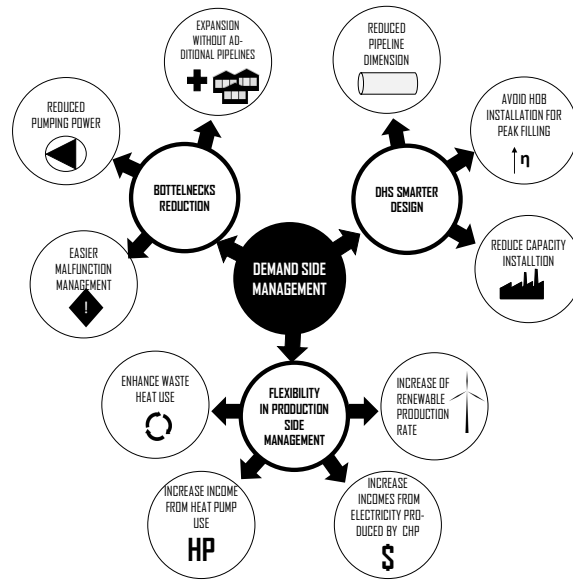 EXPANSION
WITHOUT AD-
DITIONAL PIPELINES
REDUCED
PIPELINE
DIMENSION
REDUCED
PUMPING POWER
AVOID HOB
INSTALLATION FOR
PEAK FILLING
η
BOTTELNECKS
REDUCTION
DHS SMARTER
DESIGN
EASIER
MALFUNCTION
MANAGEMENT
!
DEMAND SIDE
MANAGEMENT
REDUCE CAPACITY
INSTALLTION
ENHANCE WASTE
HEAT USE
FLEXIBILITY
IN PRODUCTION
SIDE
MANAGEMENT
INCREASE OF
RENEWABLE
PRODUCTION
RATE
INCREASE INCOME
FROM HEAT PUMP
USE
HP
INCREASE
INCOMES FROM
ELECTRICITY PRO-
DUCED BY CHP
$